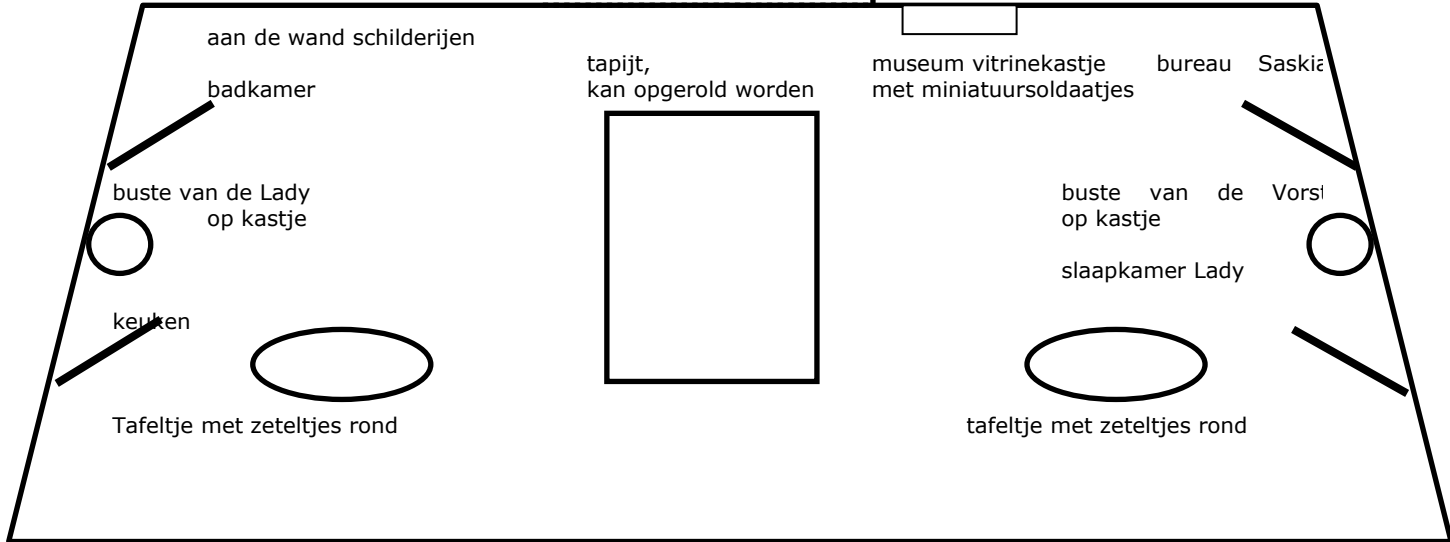 aan de wand schilderijen
tapijt,
kan opgerold worden
museum vitrinekastje bureau Saskia
met miniatuursoldaatjes
badkamer
buste van de Lady
op kastje
buste van de Vorst
op kastje
slaapkamer Lady
keuken
Tafeltje met zeteltjes rond
tafeltje met zeteltjes rond